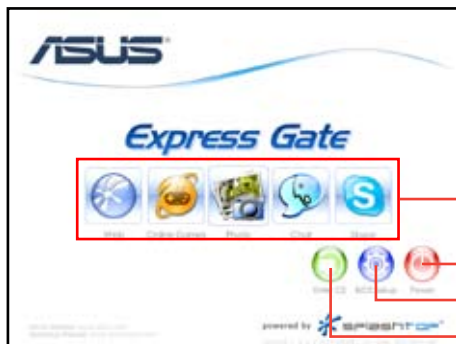 ASUS
Express Gate
Web Online Games Photo Chat Skype
Enter OS BIOS Setup Power
powered by splashtop